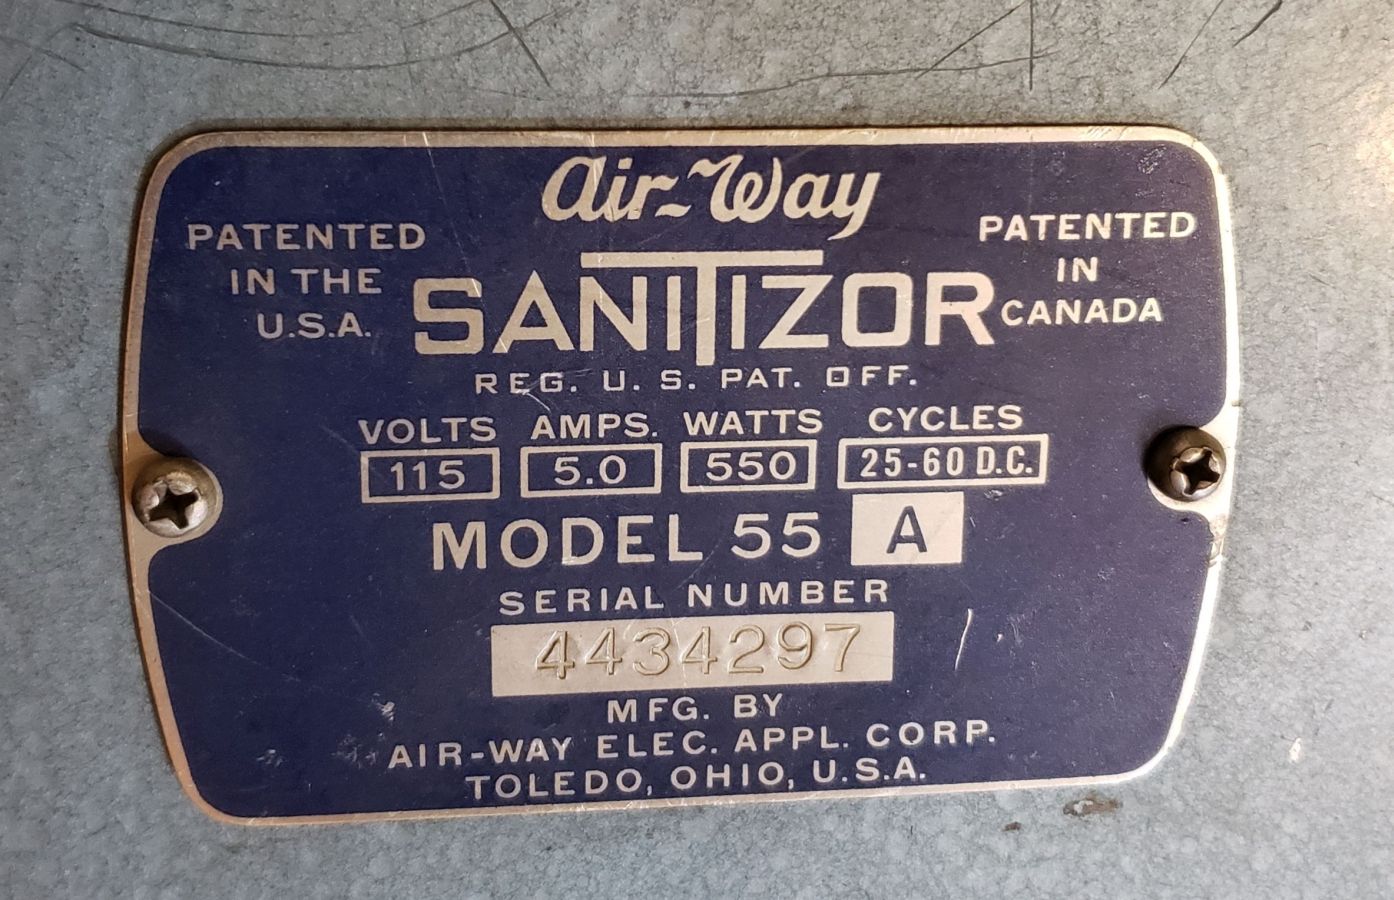 Air-Way
PATENTED
IN THE
U.S.A.
SANITIZOR
PATENTED
IN
CANADA
REG. U. S. PAT. OFF.
VOLTS AMPS. WATTS CYCLES
115 5.0 550 25-60 D.C.
MODEL 55 A
SERIAL NUMBER
4434297
MFG. BY
AIR-WAY ELEC. APPL. CORP.
TOLEDO, OHIO, U.S.A.